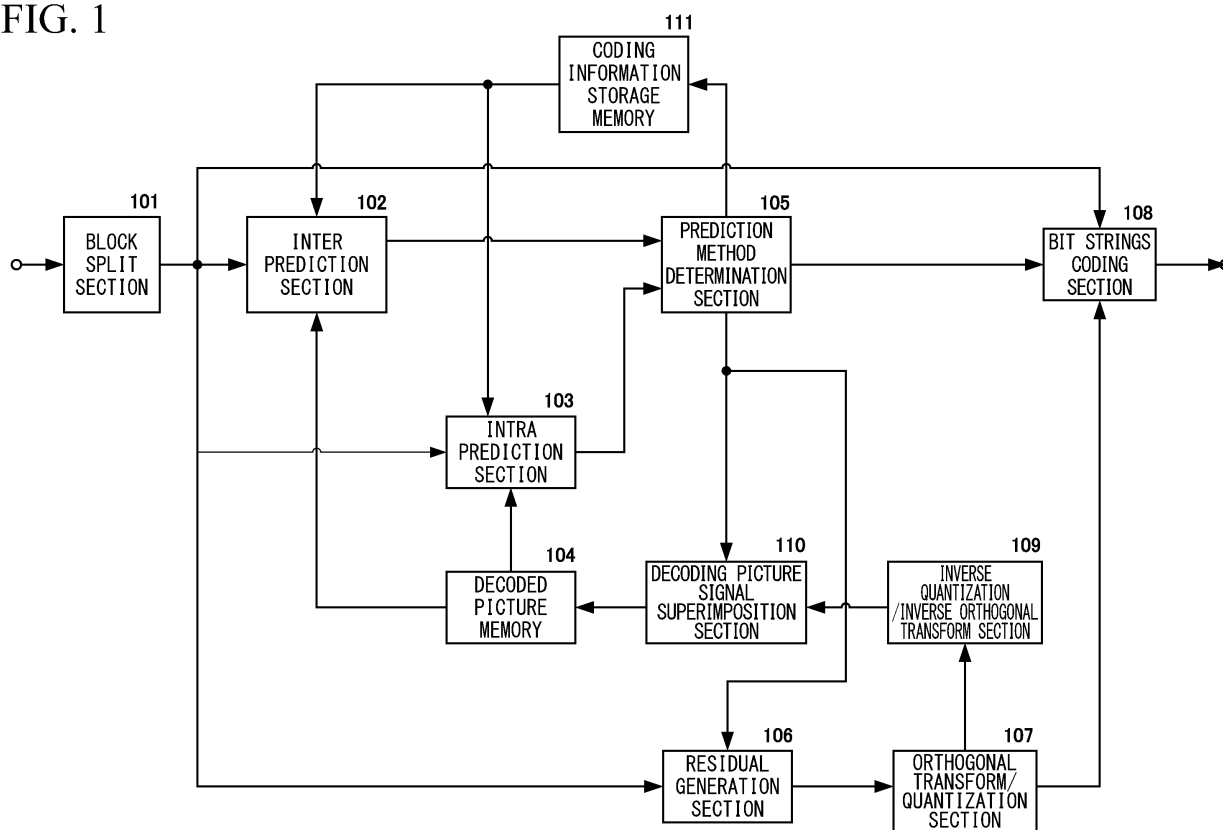 FIG. 1
111
CODING
INFORMATION
STORAGE
MEMORY
101
BLOCK
SPLIT
SECTION
102
INTER
PREDICTION
SECTION
105
PREDICTION
METHOD
DETERMINATION
SECTION
108
BIT STRINGS
CODING
SECTION
103
INTRA
PREDICTION
SECTION
104
DECODED
PICTURE
MEMORY
110
DECODING PICTURE
SIGNAL
SUPERIMPOSITION
SECTION
109
INVERSE
QUANTIZATION
/INVERSE ORTHOGONAL
TRANSFORM SECTION
106
RESIDUAL
GENERATION
SECTION
107
ORTHOGONAL
TRANSFORM/
QUANTIZATION
SECTION